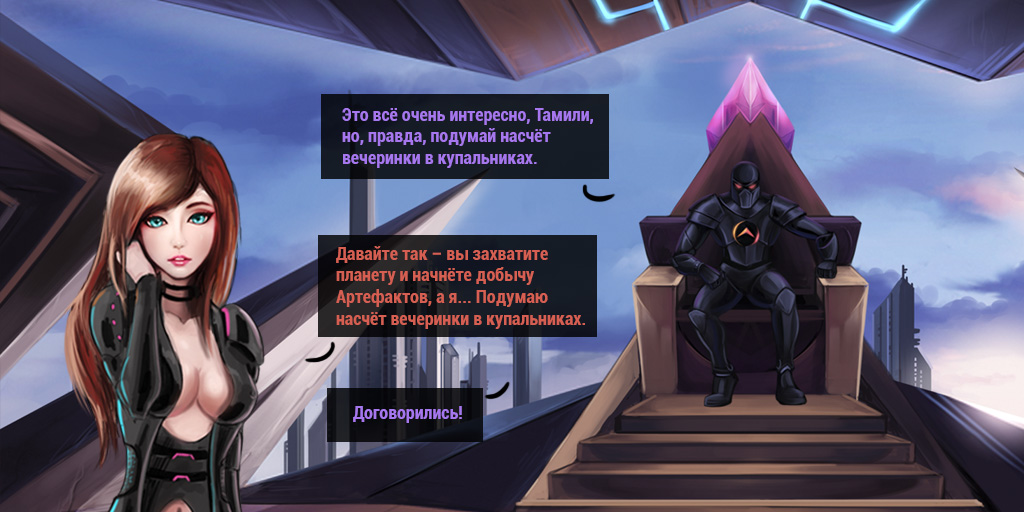 Это всё очень интересно, Тамили,
но, правда, подумай насчёт
вечеринки в купальниках.
Давайте так – вы захватите
планету и начнёте добычу
Артефактов, а я... Подумаю
насчёт вечеринки в купальниках.
Договорились!